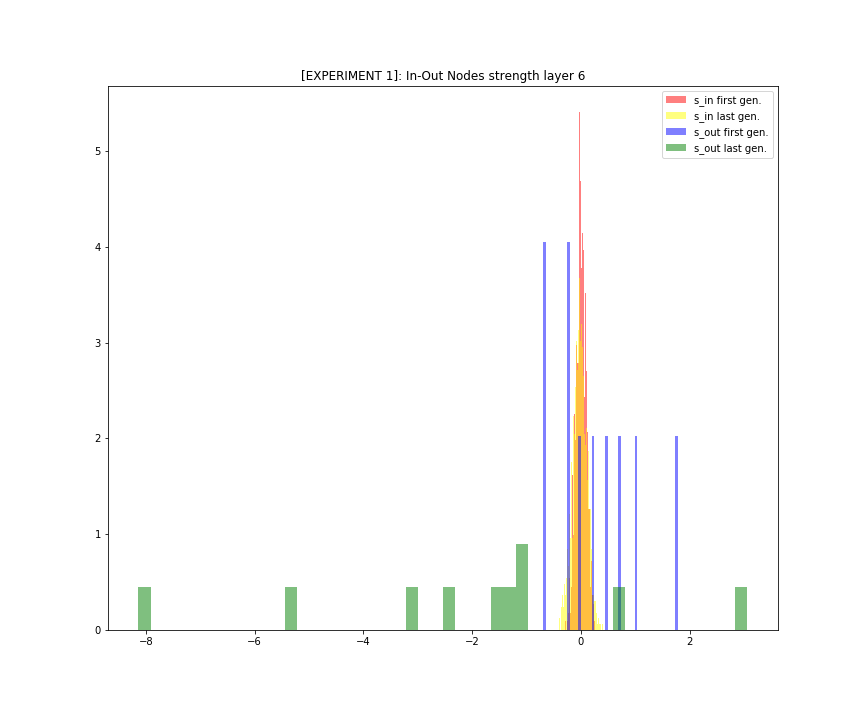 [EXPERIMENT 1]: In-Out Nodes strength layer 6
s_in first gen.
s_in last gen.
s_out first gen.
s_out last gen.
5
4
3
2
1
0
−8 −6 −4 −2 0 2